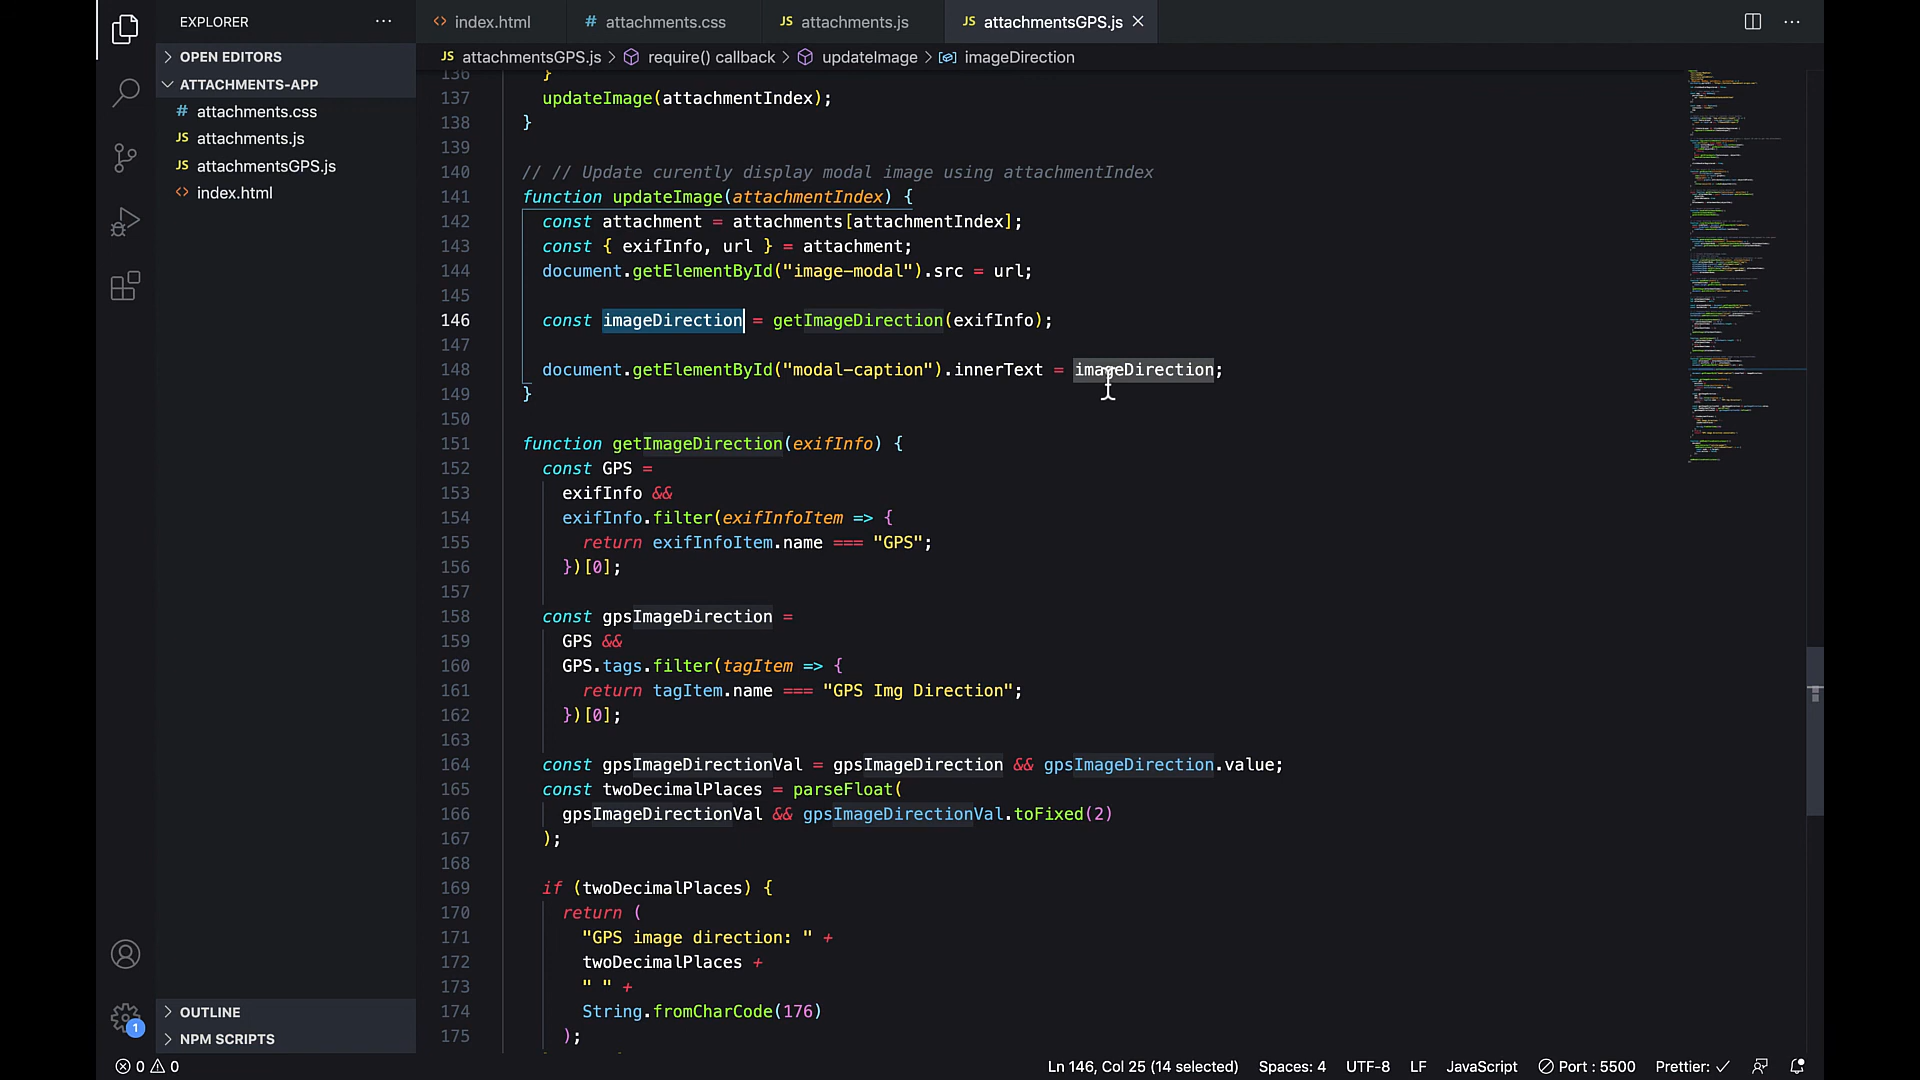 EXPLORER ...
index.html
# attachments.css
JS attachments.js
JS attachmentsGPS.js
OPEN EDITORS
ATTACHMENTS-APP
# attachments.css
JS attachments.js
JS attachmentsGPS.js
<> index.html
OUTLINE
NPM SCRIPTS
1
JS attachmentsGPS.js > require() callback > updateImage > imageDirection
136 }
137 updateImage(attachmentIndex);
138 }
139
140 // // Update curently display modal image using attachmentIndex
141 function updateImage(attachmentIndex) {
142 const attachment = attachments[attachmentIndex];
143 const { exifInfo, url } = attachment;
144 document.getElementById("image-modal").src = url;
145
146 const imageDirection = getImageDirection(exifInfo);
147
148 document.getElementById("modal-caption").innerText = imageDirection;
149 }
150
151 function getImageDirection(exifInfo) {
152 const GPS =
153 exifInfo &&
154 exifInfo.filter(exifInfoItem => {
155 return exifInfoItem.name === "GPS";
156 })[0];
157
158 const gpsImageDirection =
159 GPS &&
160 GPS.tags.filter(tagItem => {
161 return tagItem.name === "GPS Img Direction";
162 })[0];
163
164 const gpsImageDirectionVal = gpsImageDirection && gpsImageDirection.value;
165 const twoDecimalPlaces = parseFloat(
166 gpsImageDirectionVal && gpsImageDirectionVal.toFixed(2)
167 );
168
169 if (twoDecimalPlaces) {
170 return (
171 "GPS image direction: " +
172 twoDecimalPlaces +
173 " " +
174 String.fromCharCode(176)
175 );
0 0 Ln 146, Col 25 (14 selected) Spaces: 4 UTF-8 LF JavaScript Port : 5500 Prettier: ✓